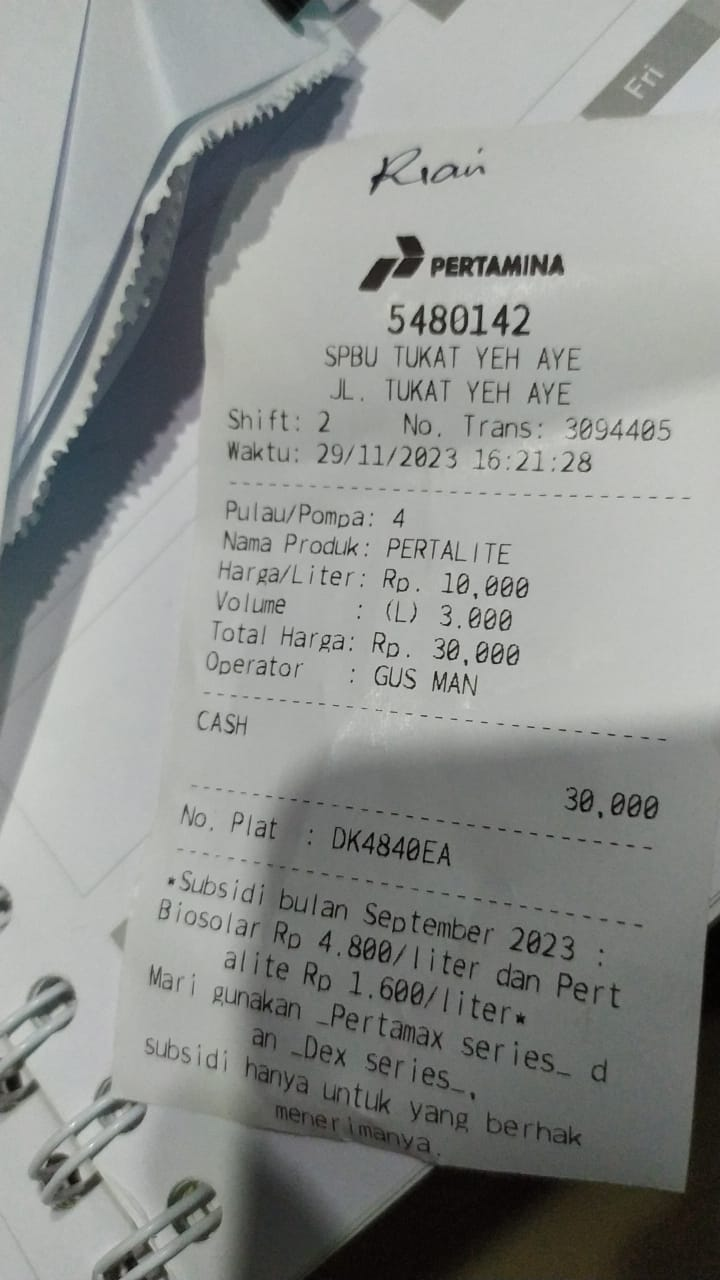 Fri
Rian
PERTAMINA
5480142
SPBU TUKAT YEH AYE
JL. TUKAT YEH AYE
Shift: 2 No. Trans: 3094405
Waktu: 29/11/2023 16:21:28
Pulau/Pompa: 4
Nama Produk: PERTALITE
Harga/Liter: Rp. 10,000
Volume : (L) 3.000
Total Harga: Rp. 30,000
Operator : GUS MAN
CASH
30,000
No. Plat : DK4840EA
*Subsidi bulan September 2023 :
Biosolar Rp 4.800/liter dan Pert
alite Rp 1.600/liter*
Mari gunakan _Pertamax series_ d
an _Dex series_,
subsidi hanya untuk yang berhak
menerimanya.